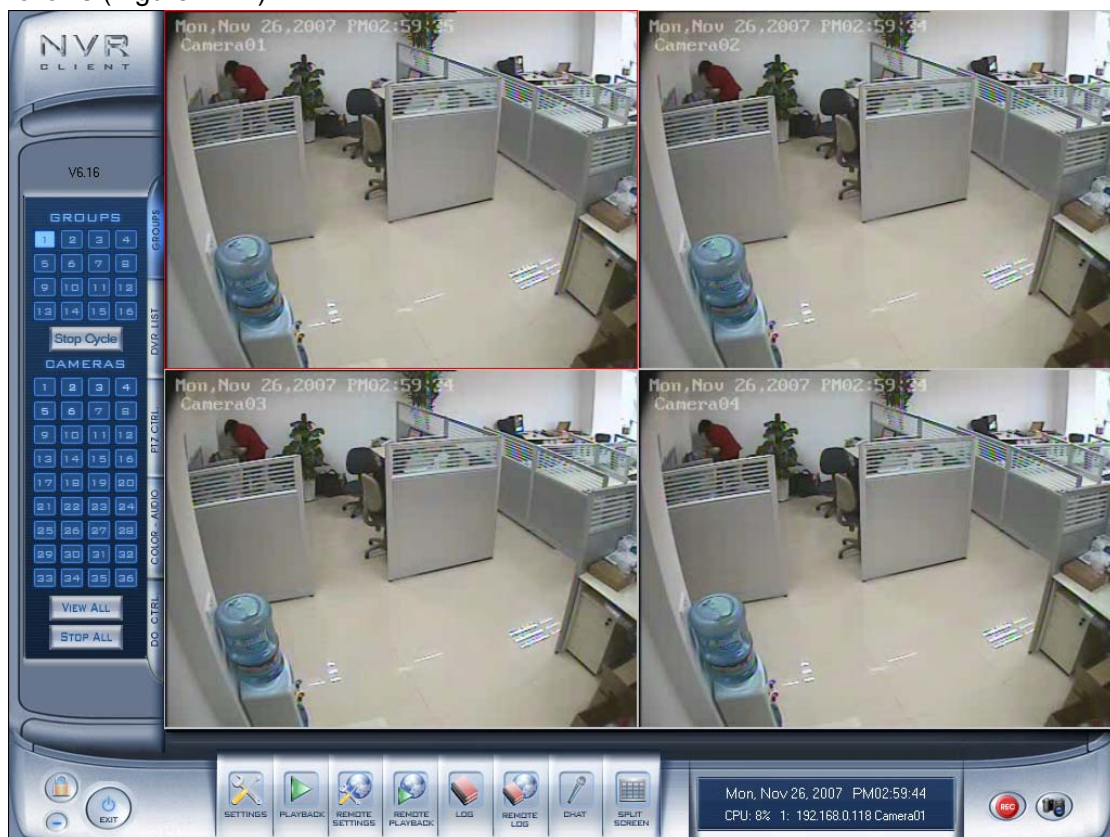 NVR
CLIENT
V6.16
GROUPS
1 2 3 4
5 6 7 8
9 10 11 12
13 14 15 16
Stop Cycle
CAMERAS
1 2 3 4
5 6 7 8
9 10 11 12
13 14 15 16
17 18 19 20
21 22 23 24
25 26 27 28
29 30 31 32
33 34 35 36
VIEW ALL
STOP ALL
GROUPS
DVR LIST
PTZ CTRL
COLOR - AUDIO
DO CTRL
Mon,Nov 26,2007 PM02:59:35
Camera01
Mon,Nov 26,2007 PM02:59:34
Camera02
Mon,Nov 26,2007 PM02:59:34
Camera03
Mon,Nov 26,2007 PM02:59:34
Camera04
EXIT
SETTINGS
PLAYBACK
REMOTE SETTINGS
REMOTE PLAYBACK
LOG
REMOTE LOG
CHAT
SPLIT SCREEN
Mon, Nov 26, 2007 PM02:59:44
CPU: 8% 1: 192.168.0.118 Camera01
REC